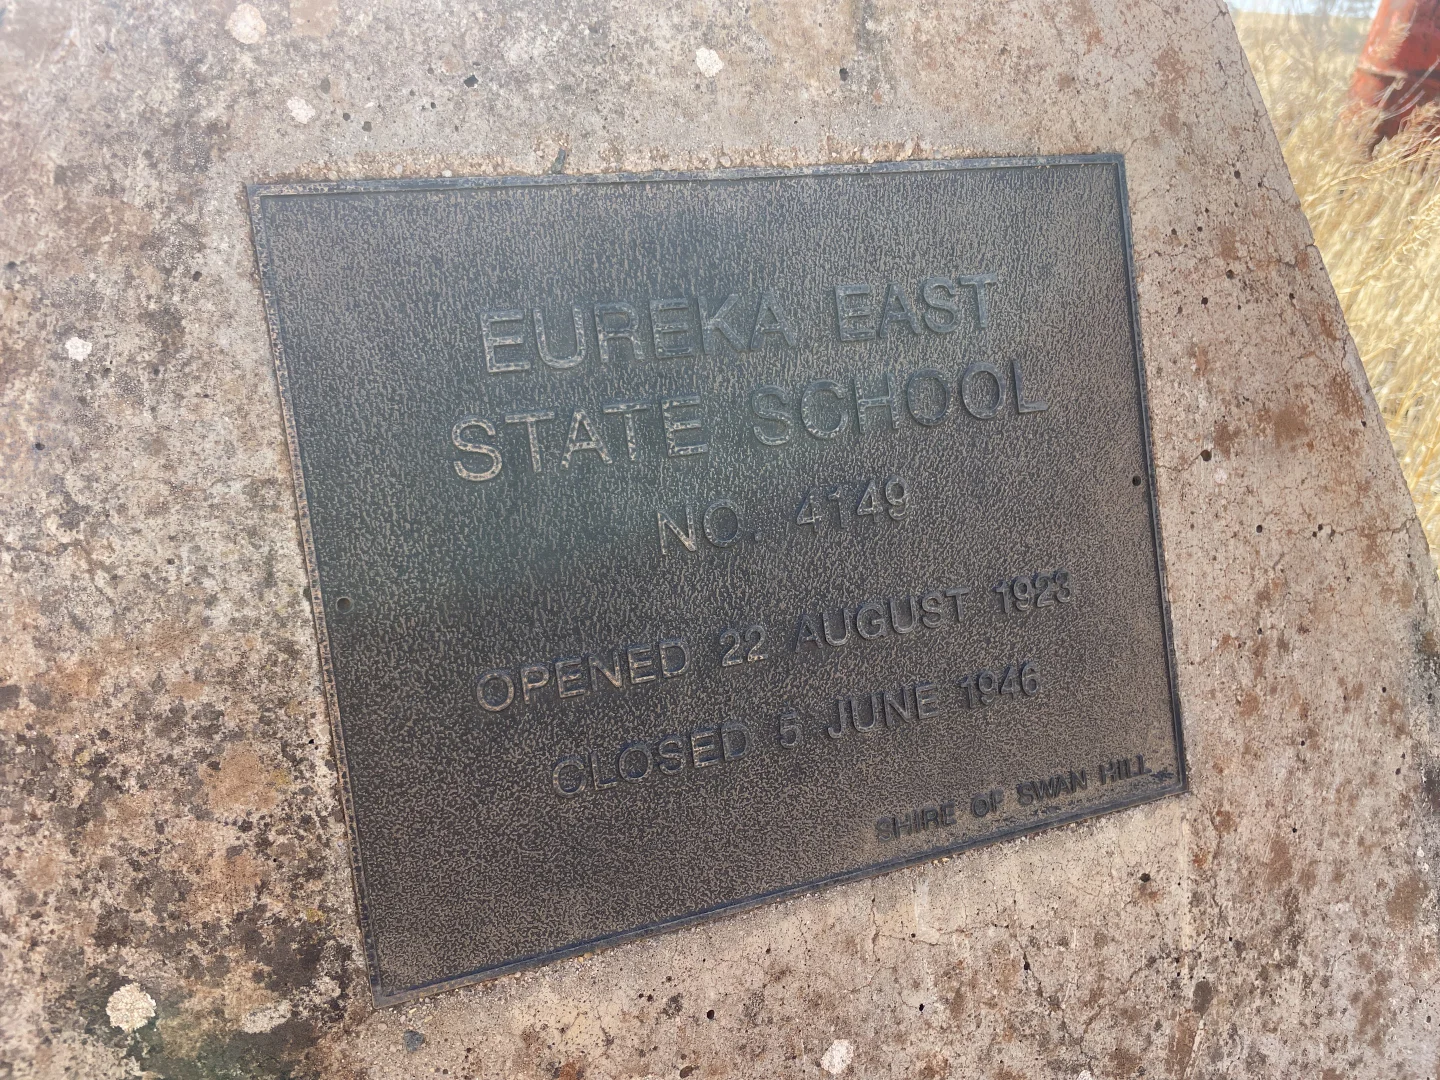 EUREKA EAST
STATE SCHOOL
NO. 4149
OPENED 22 AUGUST 1923
CLOSED 5 JUNE 1946
SHIRE OF SWAN HILL